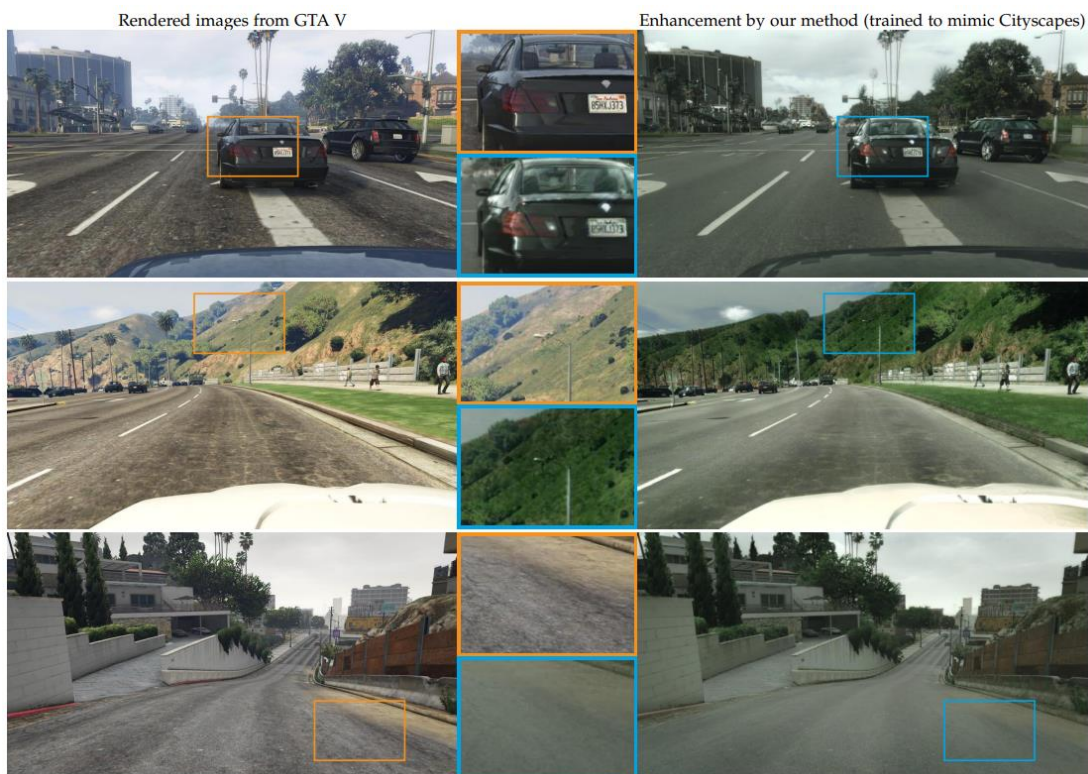 Rendered images from GTA V
Enhancement by our method (trained to mimic Cityscapes)